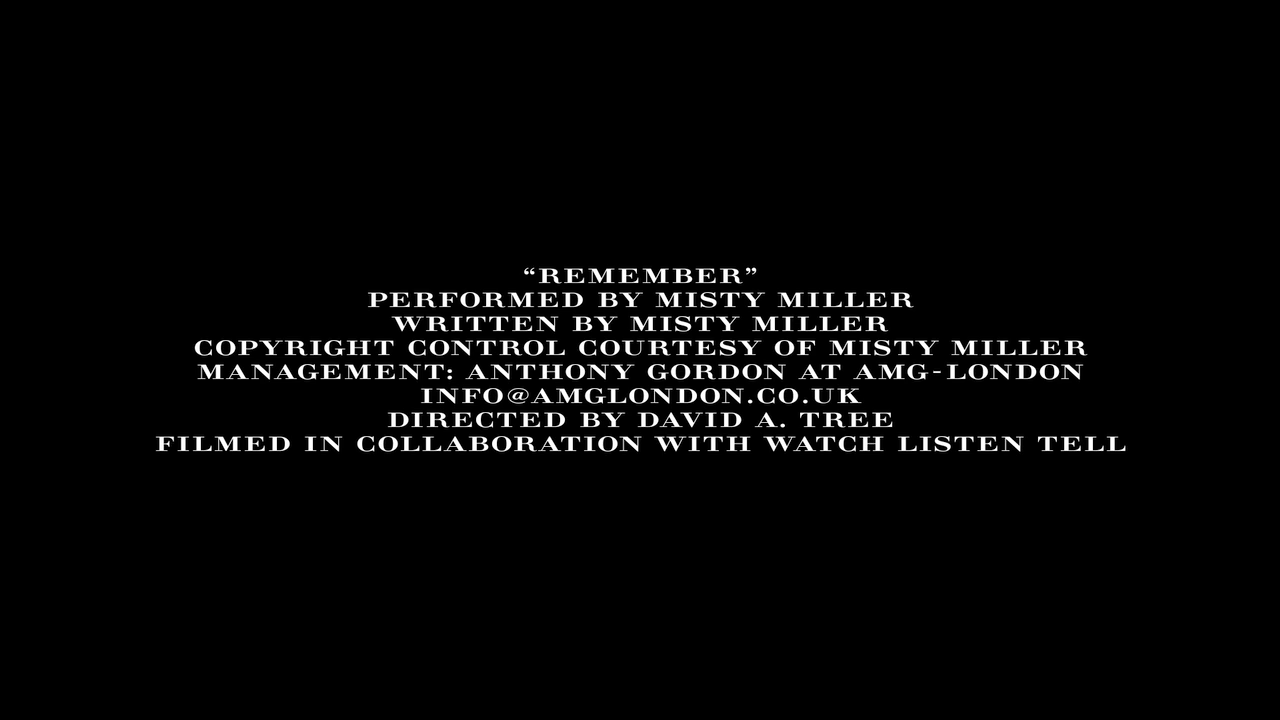 “REMEMBER”
PERFORMED BY MISTY MILLER
WRITTEN BY MISTY MILLER
COPYRIGHT CONTROL COURTESY OF MISTY MILLER
MANAGEMENT: ANTHONY GORDON AT AMG-LONDON
INFO@AMGLONDON.CO.UK
DIRECTED BY DAVID A. TREE
FILMED IN COLLABORATION WITH WATCH LISTEN TELL